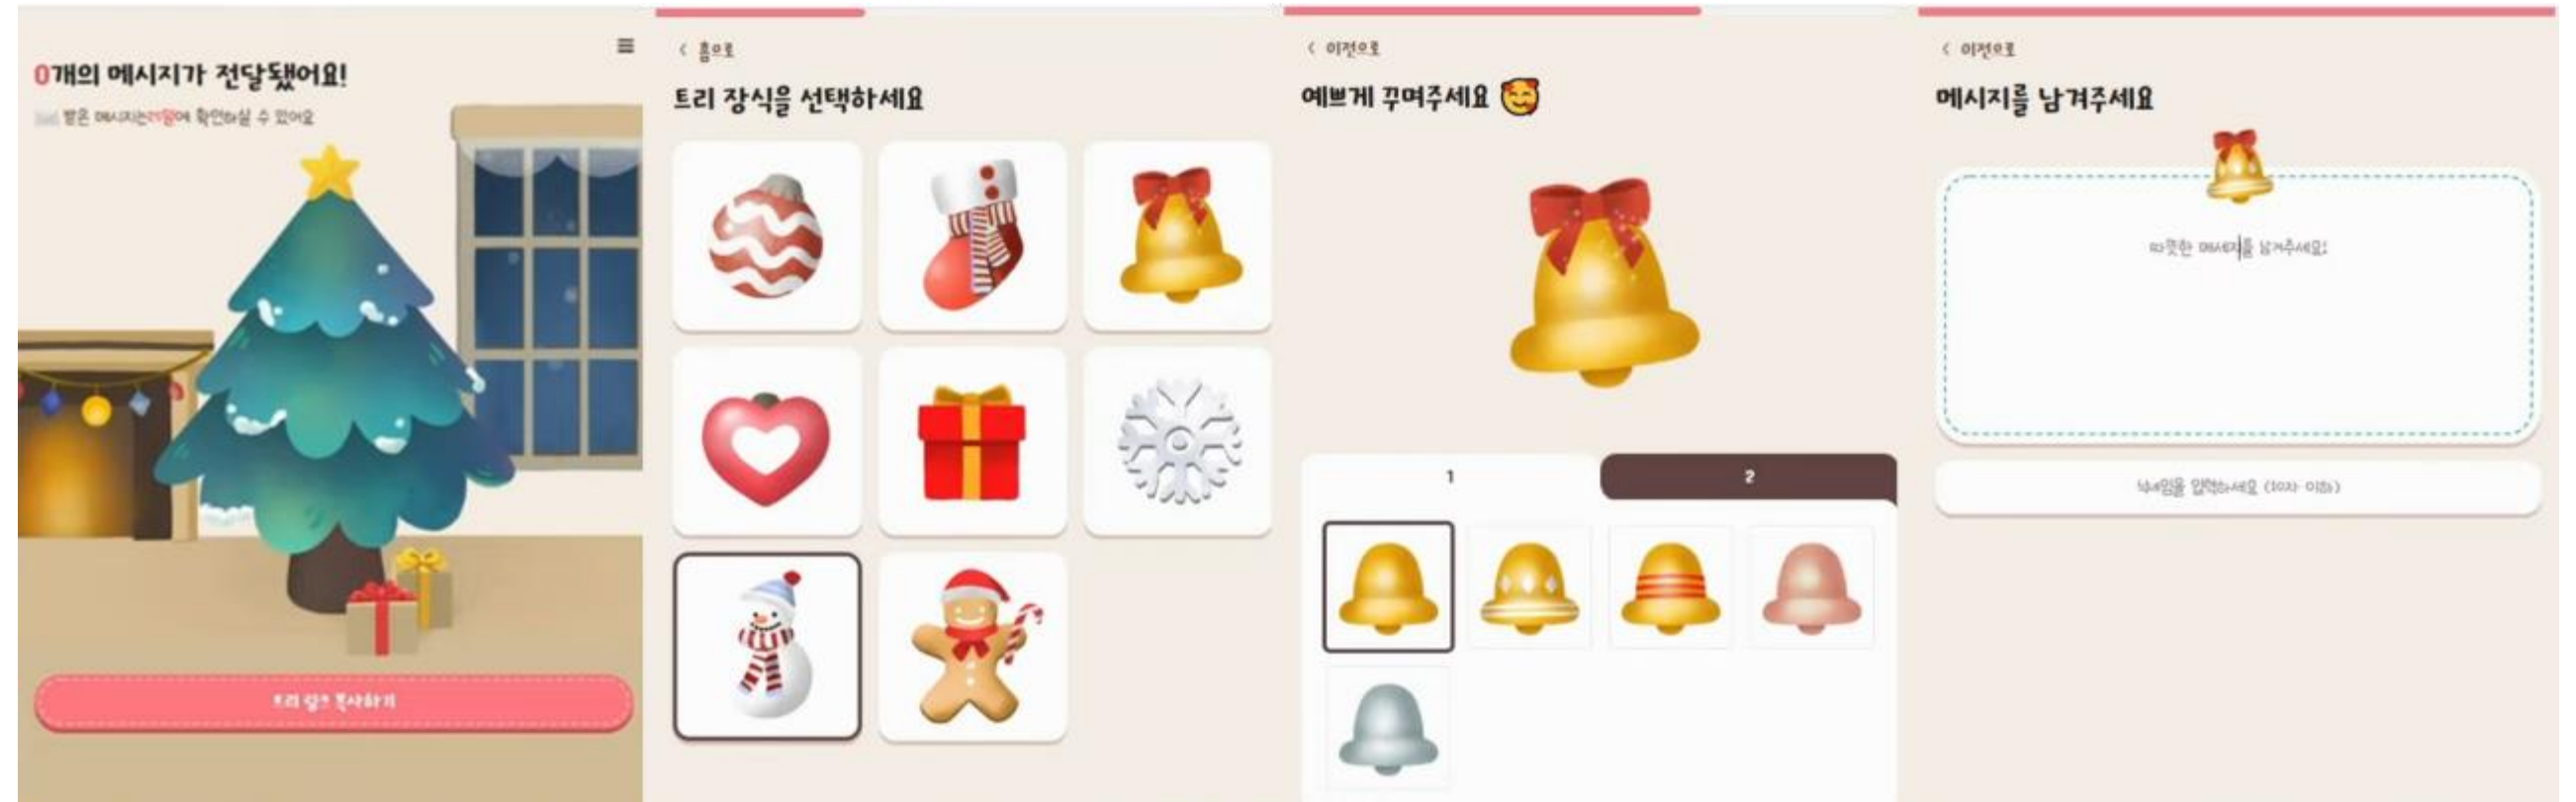 0개의 메시지가 전달됐어요!
받은 메시지는 25일에 확인하실 수 있어요
트리 링크 복사하기
< 홈으로
트리 장식을 선택하세요
< 이전으로
예쁘게 꾸며주세요 🥰
1
2
< 이전으로
메시지를 남겨주세요
따뜻한 메세지를 남겨주세요!
닉네임을 입력하세요 (10자 이하)